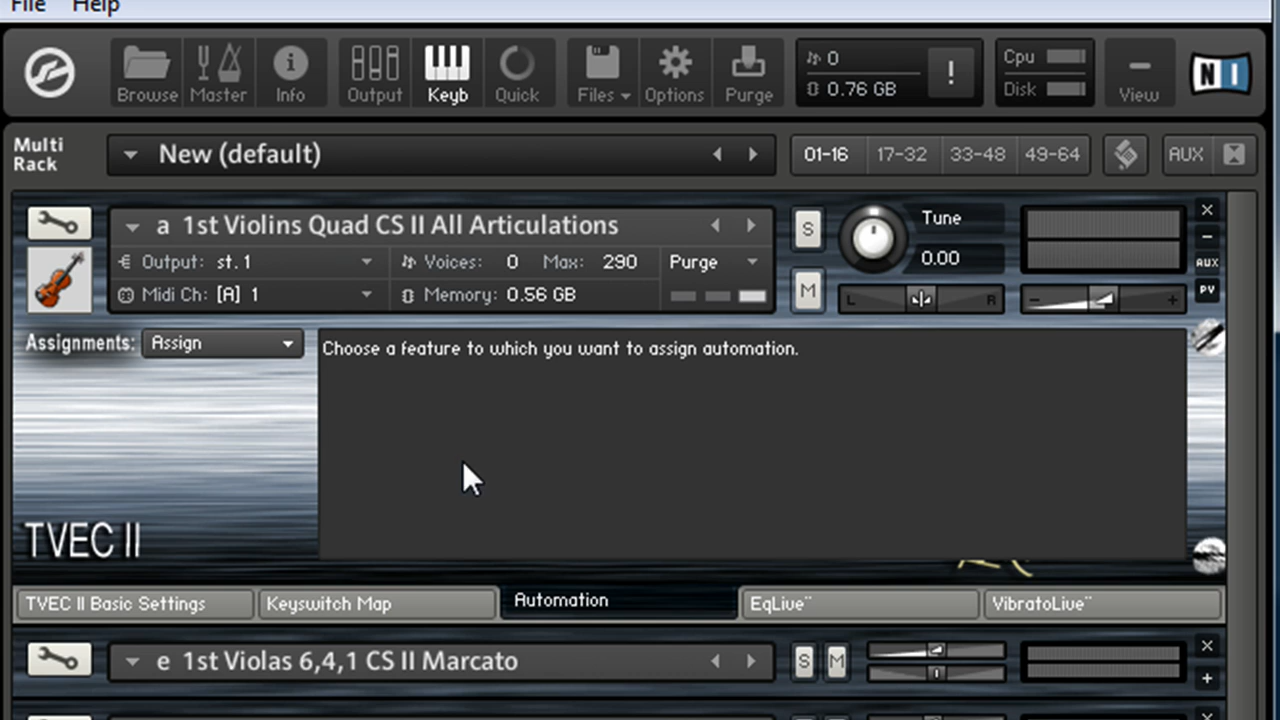 File Help
Browse Master Info Output Keyb Quick Files Options Purge View
0
0.76 GB
!
Cpu
Disk
NI
Multi Rack
New (default)
01-16 17-32 33-48 49-64 AUX
a 1st Violins Quad CS II All Articulations
Output: st. 1 Voices: 0 Max: 290 Purge
Midi Ch: [A] 1 Memory: 0.56 GB
S
M
Tune
0.00
L R
- +
AUX
PV
Assignments: Assign
Choose a feature to which you want to assign automation.
TVEC II
TVEC II Basic Settings Keyswitch Map Automation EqLive" VibratoLive"
e 1st Violas 6,4,1 CS II Marcato
S M